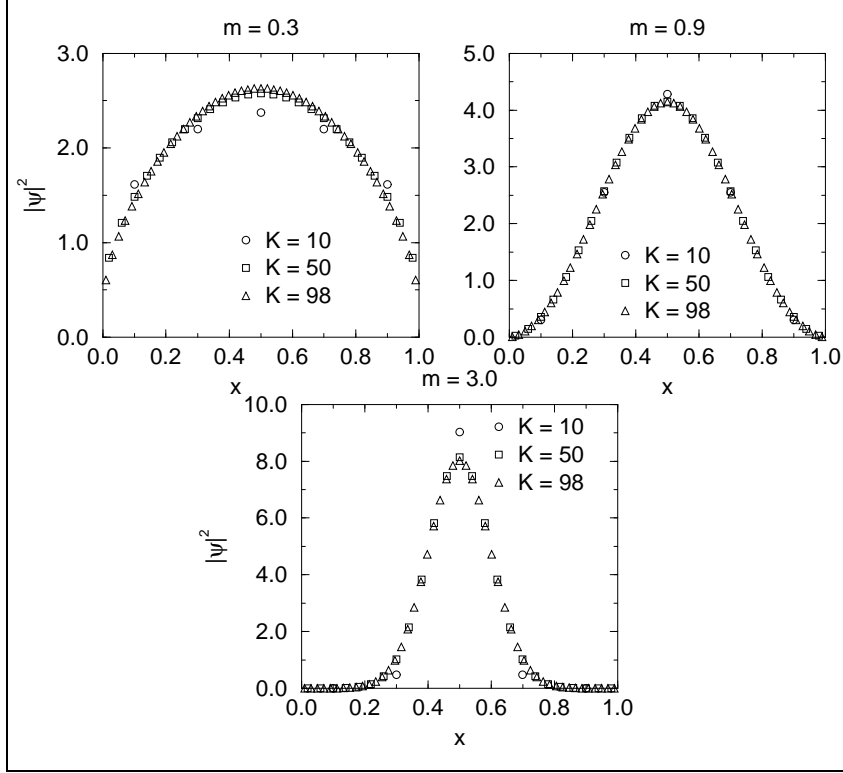 m = 0.3
3.0
2.0
1.0
0.0
|ψ|²
K = 10
K = 50
K = 98
0.0 0.2 0.4 0.6 0.8 1.0
x
m = 0.9
5.0
4.0
3.0
2.0
1.0
0.0
K = 10
K = 50
K = 98
0.0 0.2 0.4 0.6 0.8 1.0
x
m = 3.0
10.0
8.0
6.0
4.0
2.0
0.0
|ψ|²
K = 10
K = 50
K = 98
0.0 0.2 0.4 0.6 0.8 1.0
x